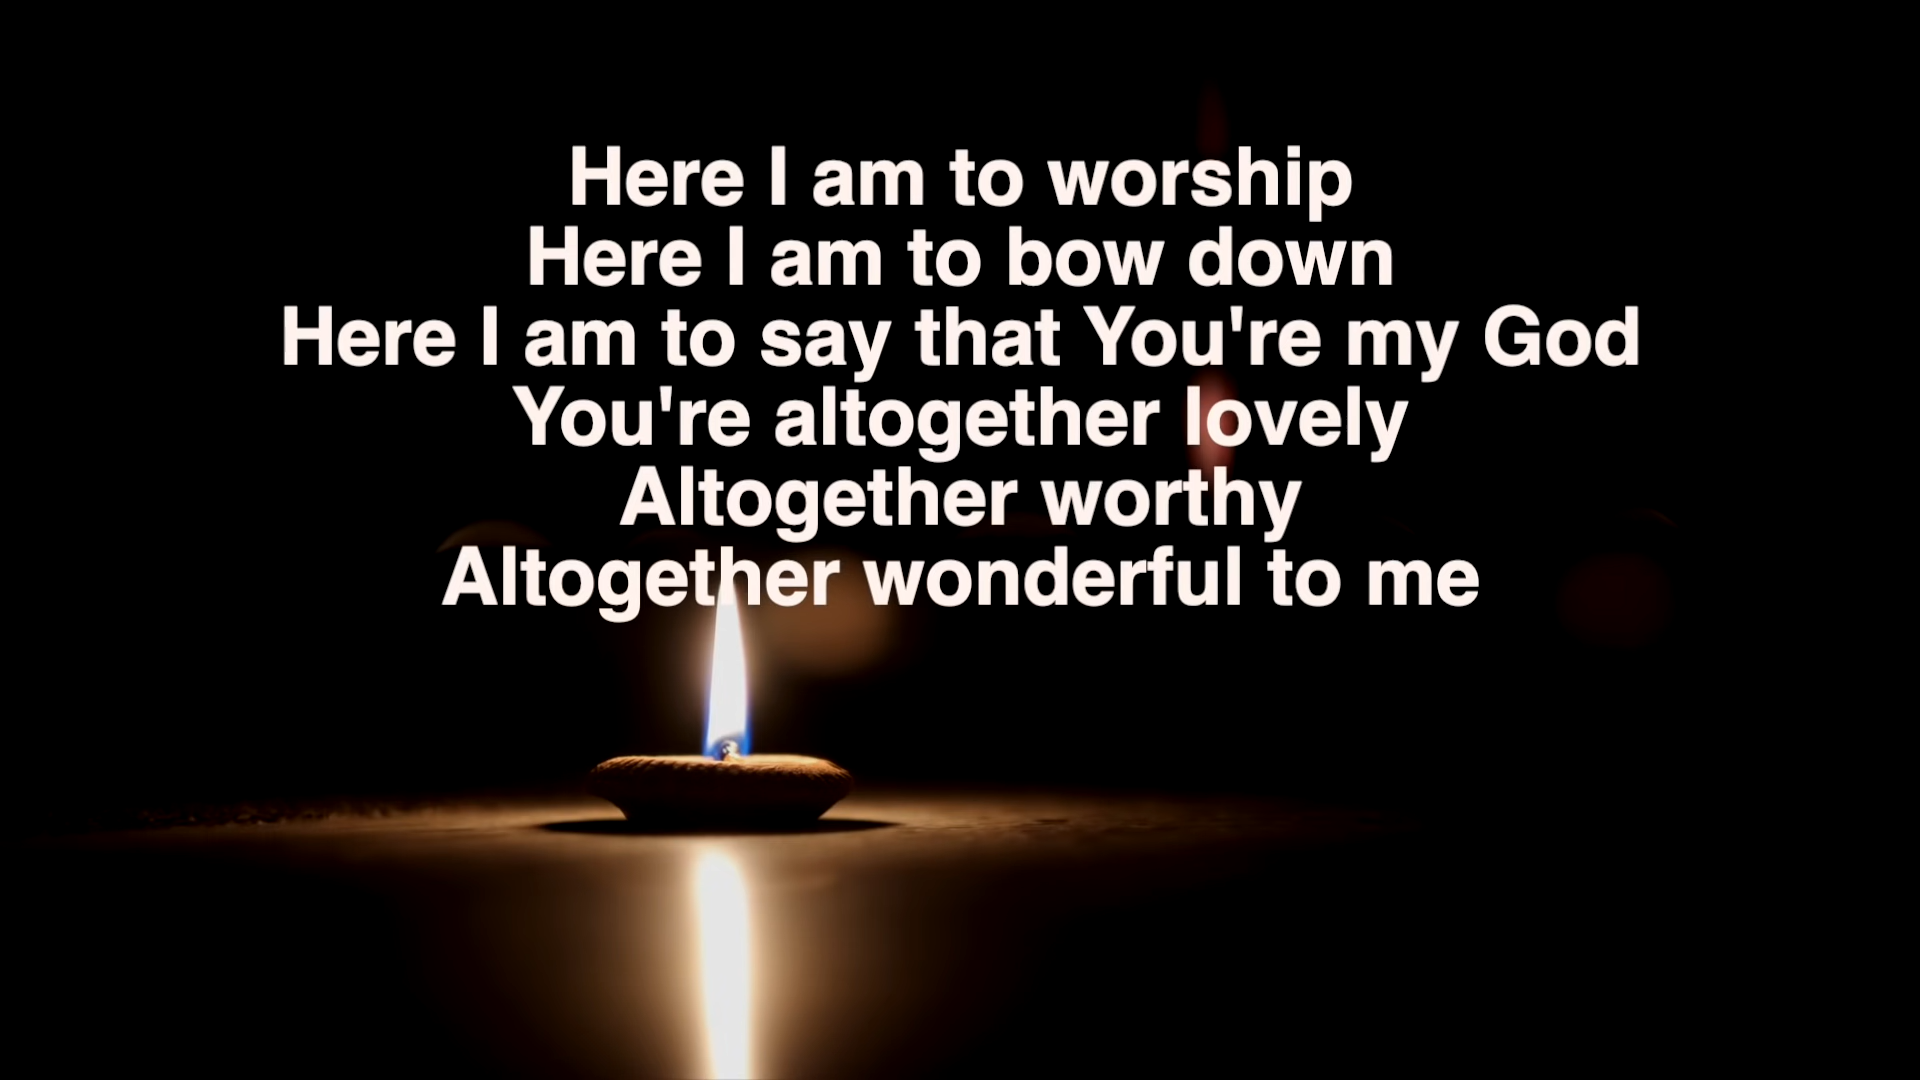 Here I am to worship
Here I am to bow down
Here I am to say that You're my God
You're altogether lovely
Altogether worthy
Altogether wonderful to me